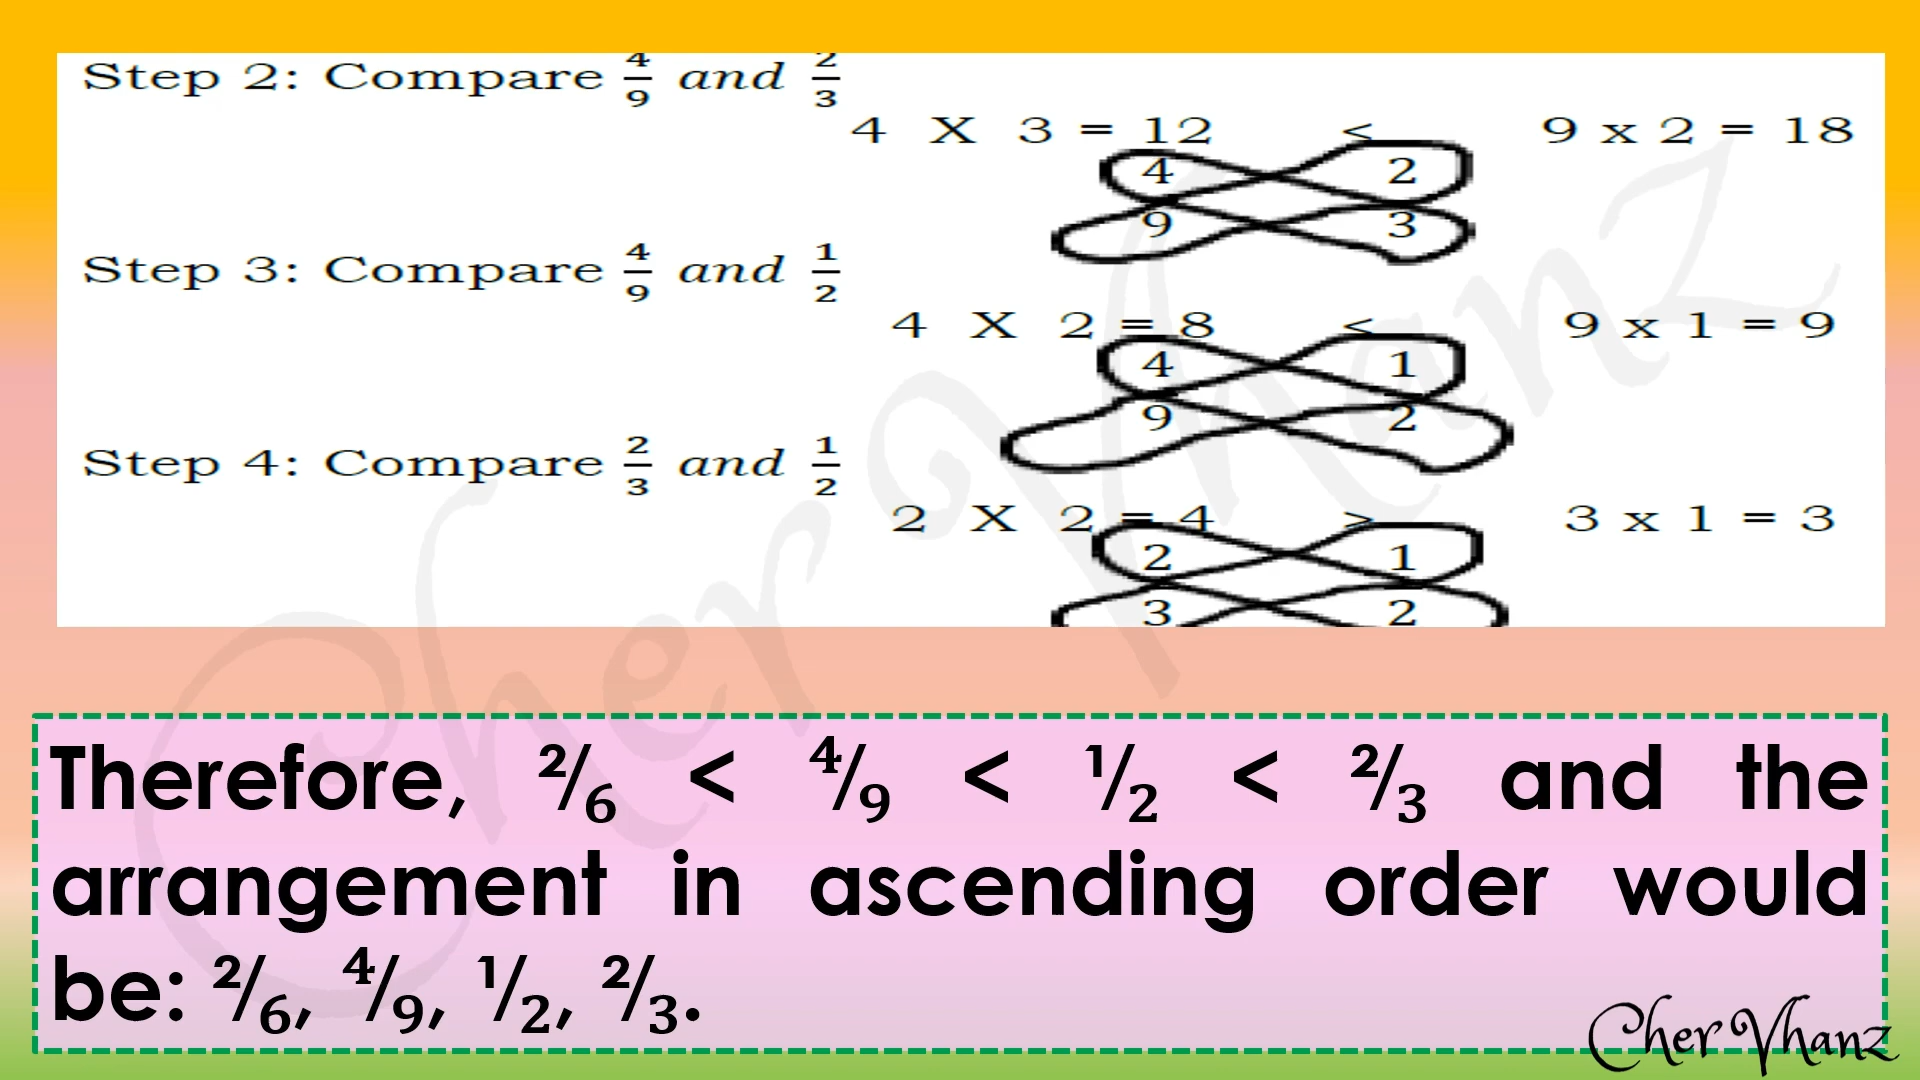 Step 2: Compare 4/9 and 2/3
4 X 3 = 12 < 9 x 2 = 18
4 2
9 3
Step 3: Compare 4/9 and 1/2
4 X 2 = 8 < 9 x 1 = 9
4 1
9 2
Step 4: Compare 2/3 and 1/2
2 X 2 = 4 > 3 x 1 = 3
2 1
3 2
Therefore, ²⁄₆ < ⁴⁄₉ < ¹⁄₂ < ²⁄₃ and the
arrangement in ascending order would
be: ²⁄₆, ⁴⁄₉, ¹⁄₂, ²⁄₃.
Cher Vhanz
Cher Vhanz